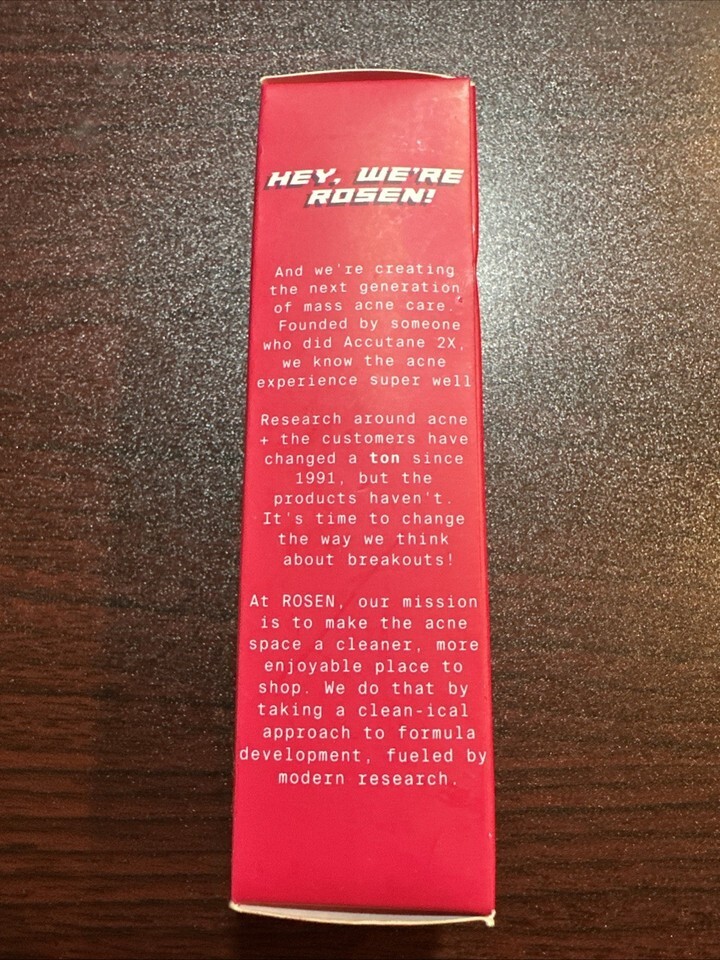 HEY, WE'RE
ROSEN!
And we're creating
the next generation
of mass acne care.
Founded by someone
who did Accutane 2X,
we know the acne
experience super well
Research around acne
+ the customers have
changed a ton since
1991, but the
products haven't.
It's time to change
the way we think
about breakouts!
At ROSEN, our mission
is to make the acne
space a cleaner, more
enjoyable place to
shop. We do that by
taking a clean-ical
approach to formula
development, fueled by
modern research.